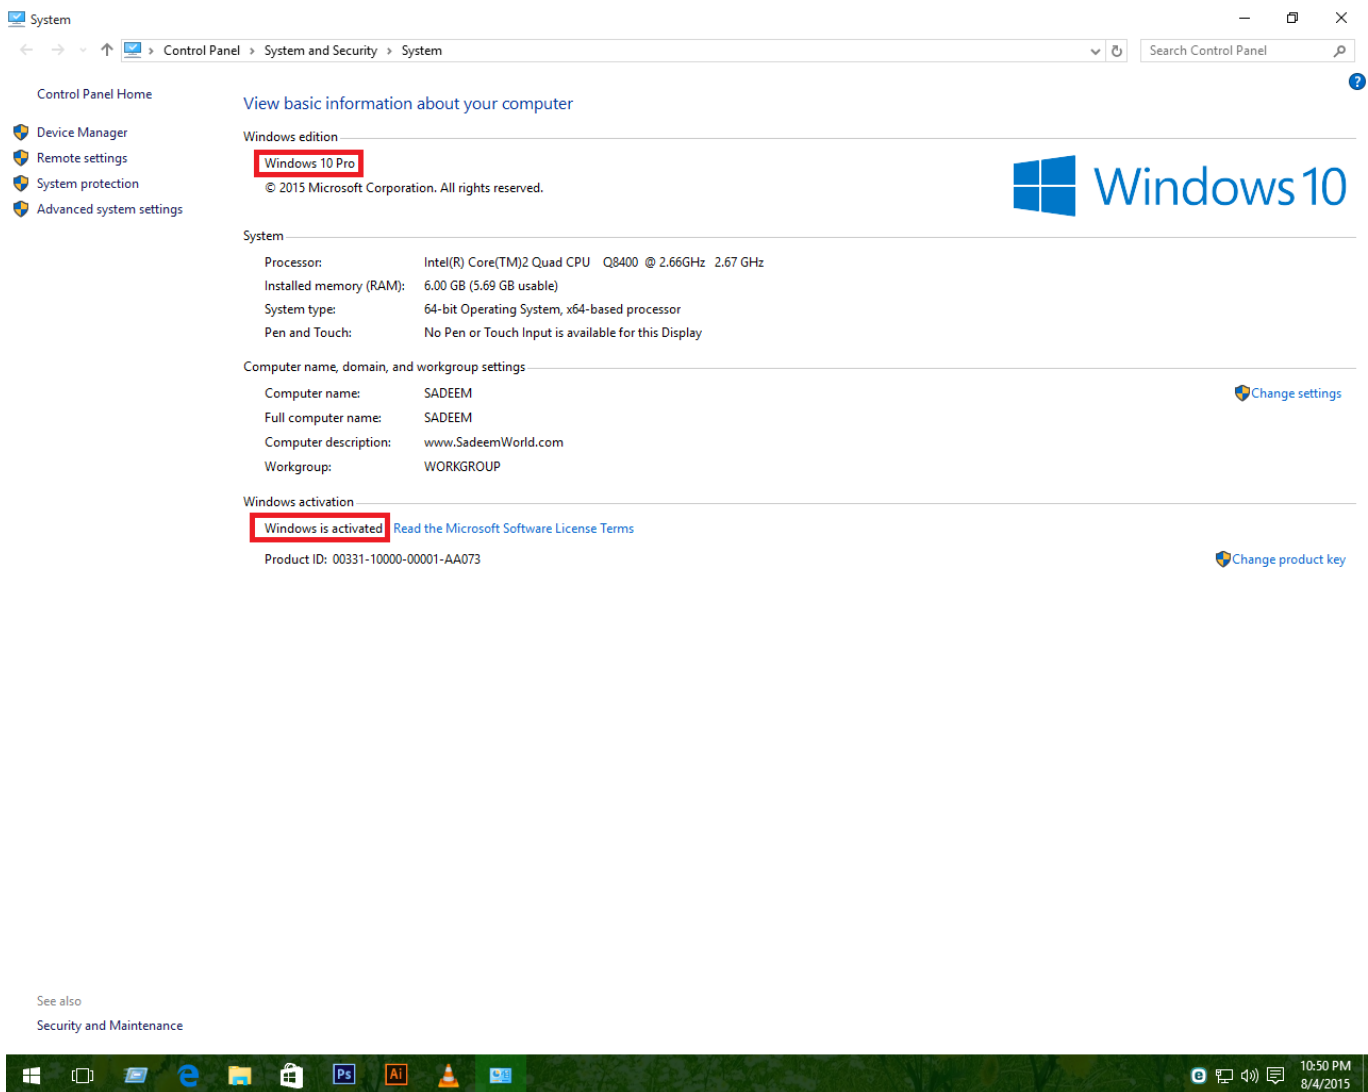 System
Control Panel > System and Security > System
Search Control Panel
?
Control Panel Home
Device Manager
Remote settings
System protection
Advanced system settings
View basic information about your computer
Windows edition
Windows 10 Pro
© 2015 Microsoft Corporation. All rights reserved.
Windows 10
System
Processor: Intel(R) Core(TM)2 Quad CPU Q8400 @ 2.66GHz 2.67 GHz
Installed memory (RAM): 6.00 GB (5.69 GB usable)
System type: 64-bit Operating System, x64-based processor
Pen and Touch: No Pen or Touch Input is available for this Display
Computer name, domain, and workgroup settings
Computer name: SADEEM
Change settings
Full computer name: SADEEM
Computer description: www.SadeemWorld.com
Workgroup: WORKGROUP
Windows activation
Windows is activated Read the Microsoft Software License Terms
Product ID: 00331-10000-00001-AA073
Change product key
See also
Security and Maintenance
Ps
Ai
10:50 PM
8/4/2015